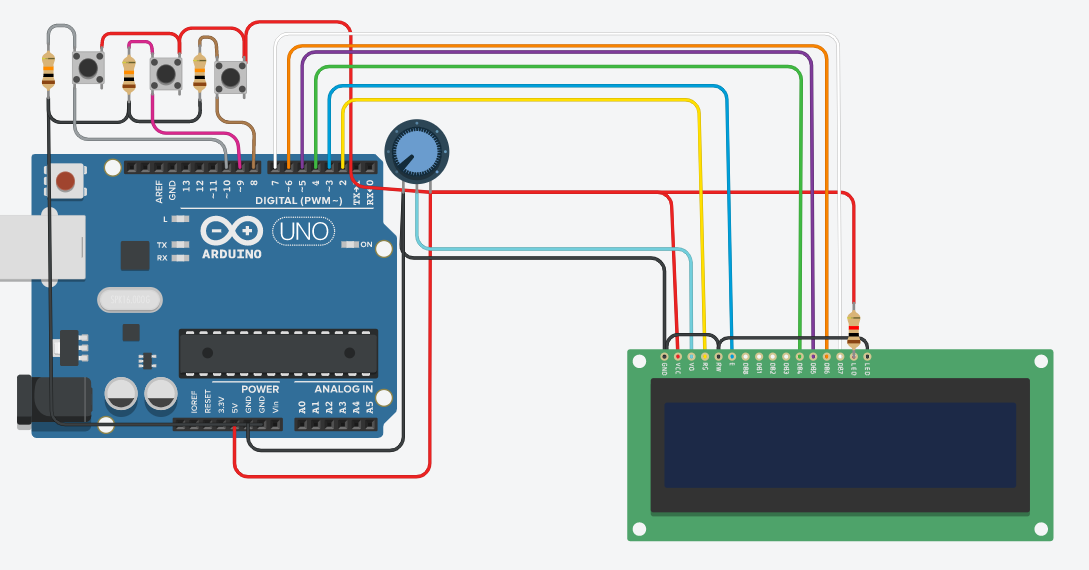 AREF
GND
13
12
~11
~10
~9
8
7
~6
~5
4
~3
2
TX→1
RX←0
DIGITAL (PWM~)
L
TX
RX
ARDUINO
UNO
ON
POWER
ANALOG IN
IOREF
RESET
3.3V
5V
GND
GND
Vin
A0
A1
A2
A3
A4
A5
GND
VCC
V0
RS
RW
E
DB0
DB1
DB2
DB3
DB4
DB5
DB6
DB7
LED
LED